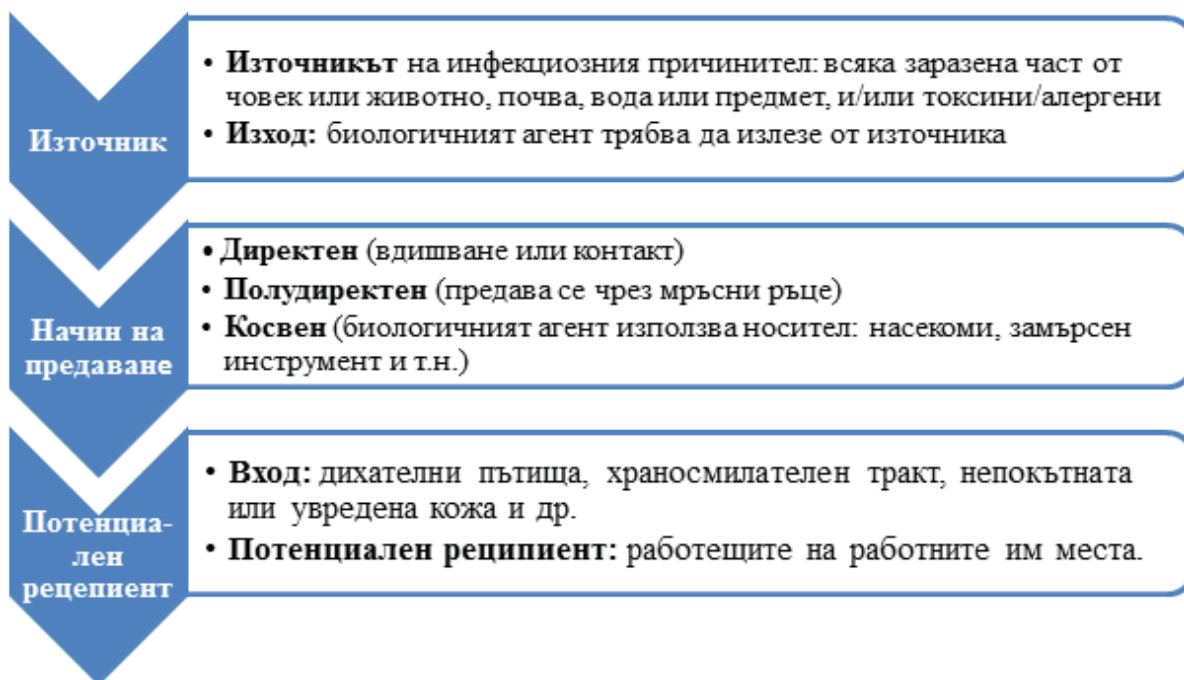 Източник
• Източникът на инфекциозния причинител: всяка заразена част от
човек или животно, почва, вода или предмет, и/или токсини/алергени
• Изход: биологичният агент трябва да излезе от източника
Начин на
предаване
• Директен (вдишване или контакт)
• Полудиректен (предава се чрез мръсни ръце)
• Косвен (биологичният агент използва носител: насекоми, замърсен
инструмент и т.н.)
Потенциа-
лен
рецепиент
• Вход: дихателни пътища, храносмилателен тракт, непокътната
или увредена кожа и др.
• Потенциален реципиент: работещите на работните им места.